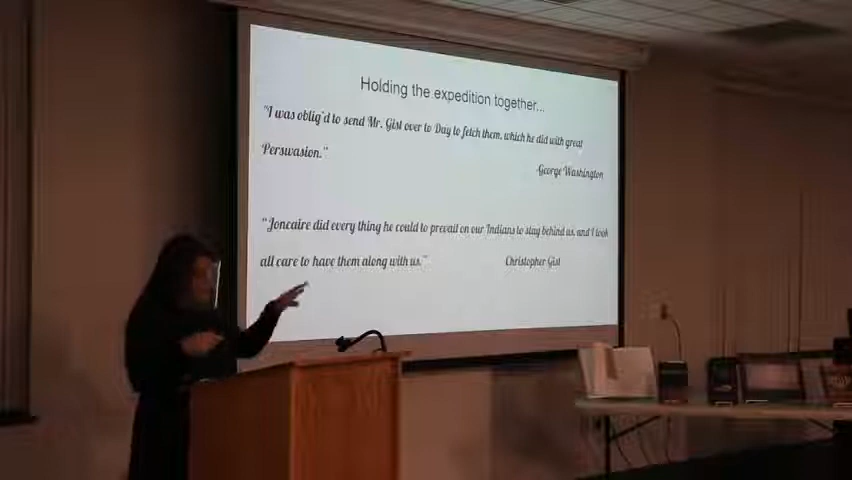 Holding the expedition together...
"I was oblig'd to send Mr. Gist over to Day to fetch them, which he did with great
Perswasion."
-George Washington
"Joncaire did every thing he could to prevail on our Indians to stay behind us, and I took
all care to have them along with us."
Christopher Gist